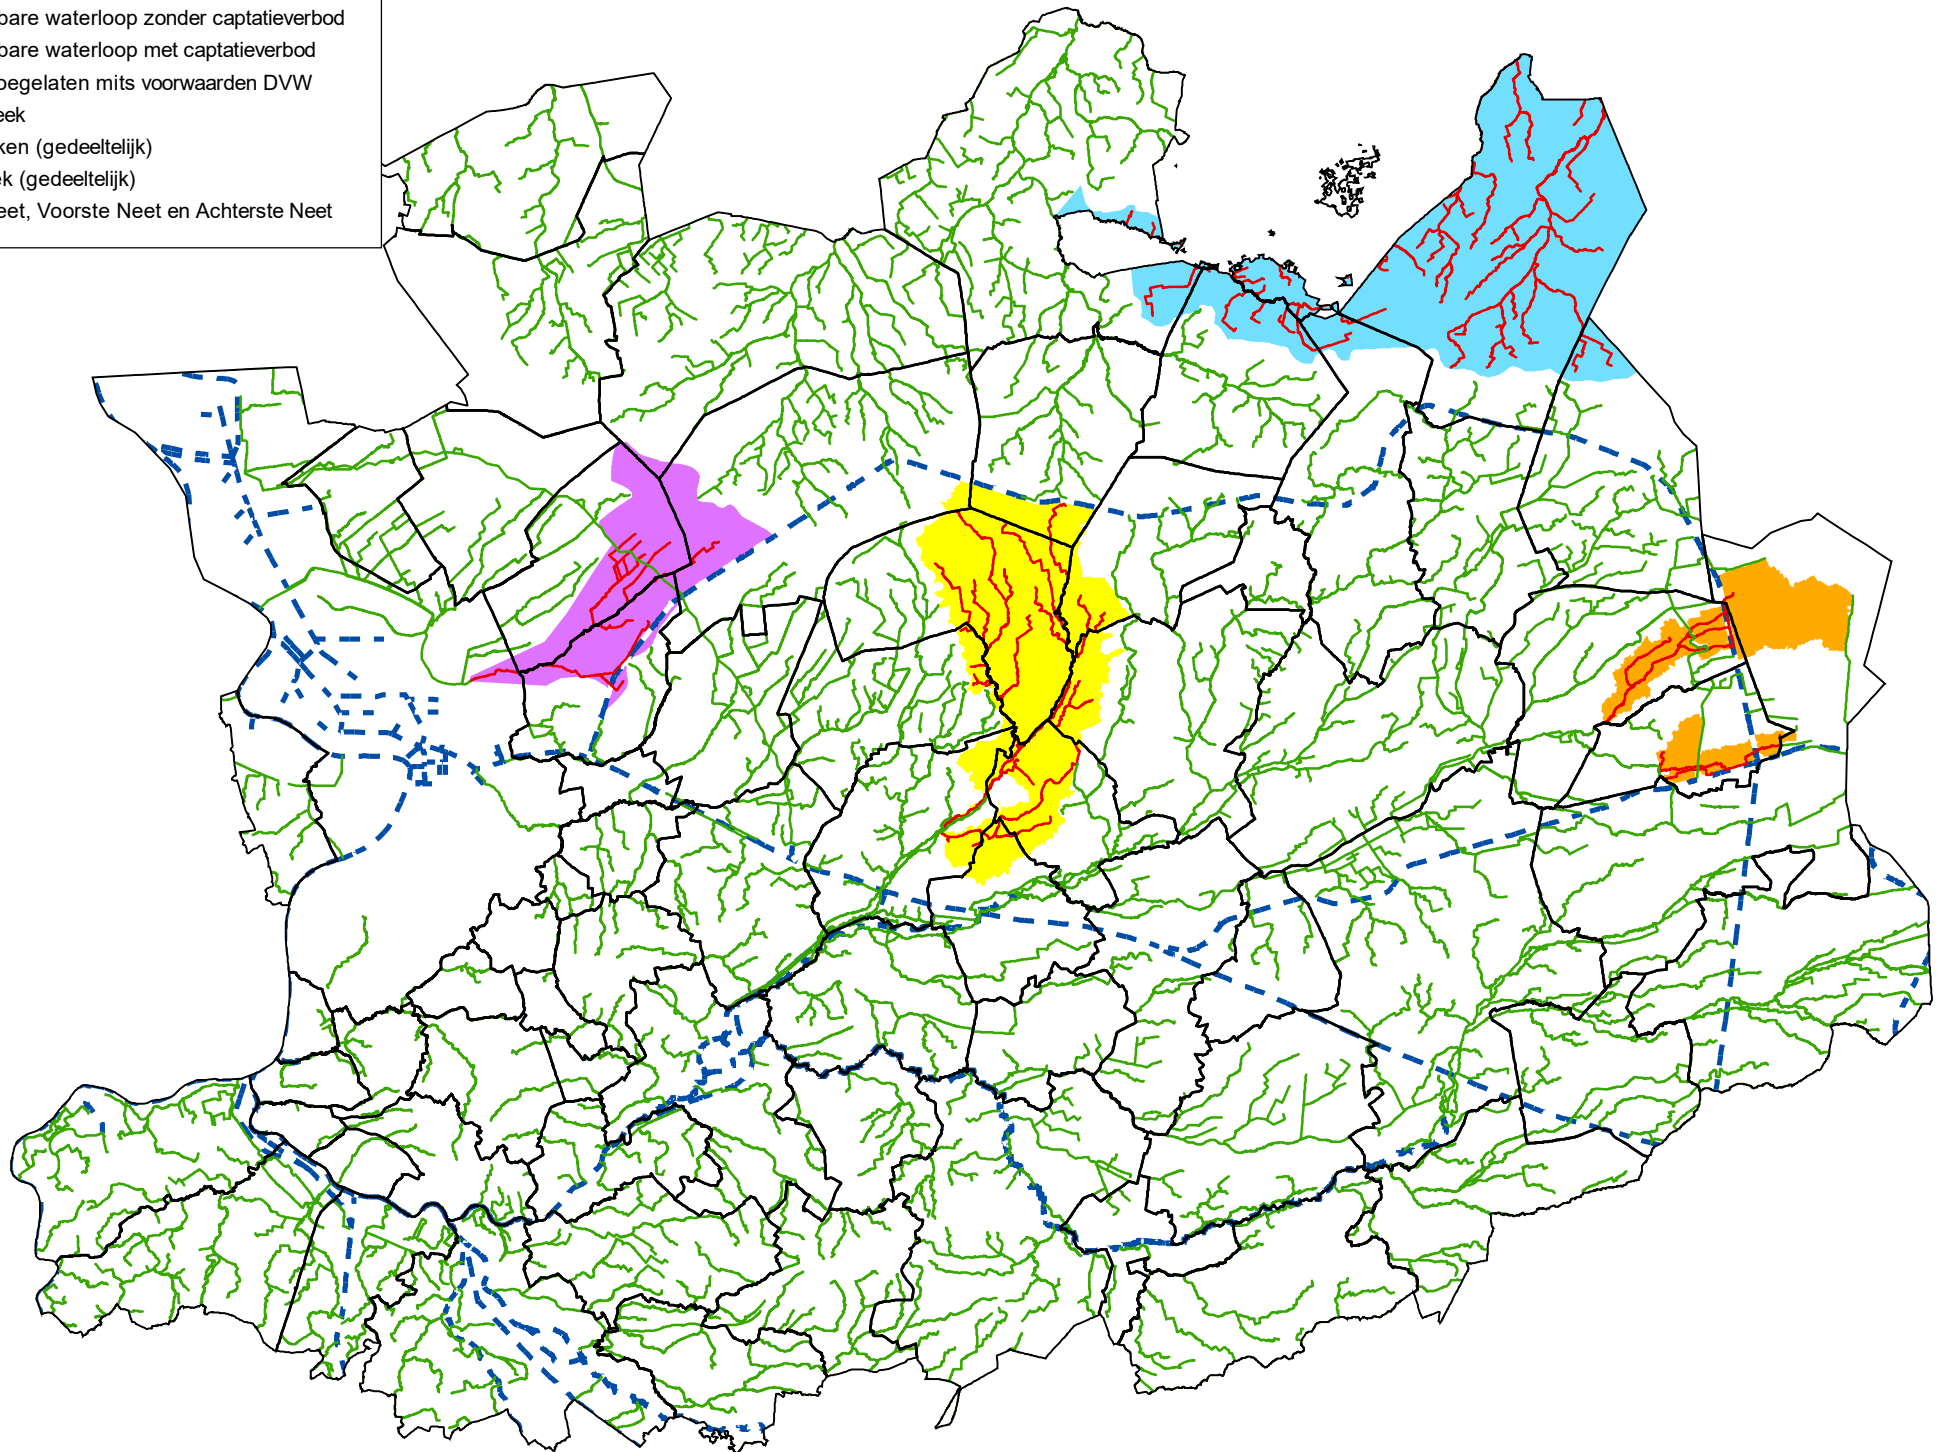 bare waterloop zonder captatieverbod
bare waterloop met captatieverbod
oegelaten mits voorwaarden DVW
eek
ken (gedeeltelijk)
ek (gedeeltelijk)
eet, Voorste Neet en Achterste Neet